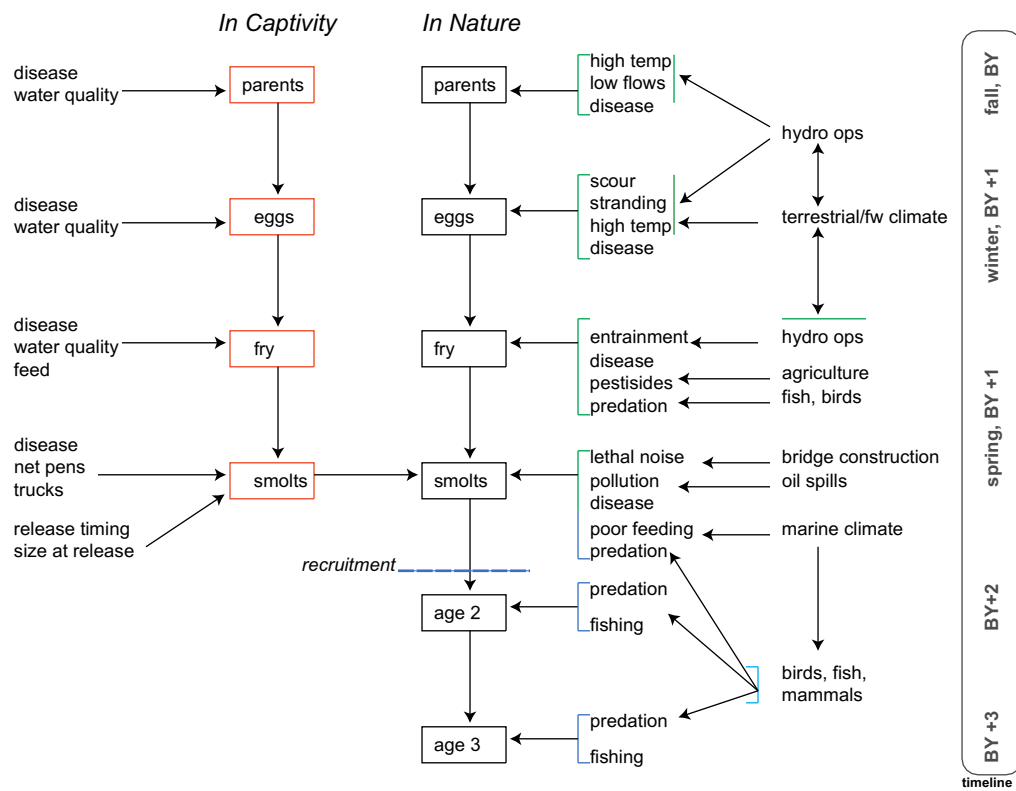 In Captivity
In Nature
disease
water quality
parents
parents
high temp
low flows
disease
hydro ops
fall, BY
disease
water quality
eggs
eggs
scour
stranding
high temp
disease
terrestrial/fw climate
winter, BY +1
disease
water quality
feed
fry
fry
entrainment
disease
pestisides
predation
hydro ops
agriculture
fish, birds
spring, BY +1
disease
net pens
trucks
release timing
size at release
smolts
smolts
lethal noise
pollution
disease
poor feeding
predation
bridge construction
oil spills
marine climate
recruitment
age 2
predation
fishing
BY+2
birds, fish,
mammals
age 3
predation
fishing
BY +3
timeline